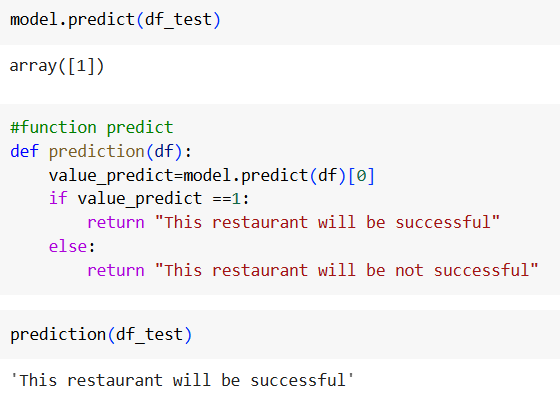 model.predict(df_test)
array([1])
#function predict
def prediction(df):
    value_predict=model.predict(df)[0]
    if value_predict ==1:
        return "This restaurant will be successful"
    else:
        return "This restaurant will be not successful"
prediction(df_test)
'This restaurant will be successful'